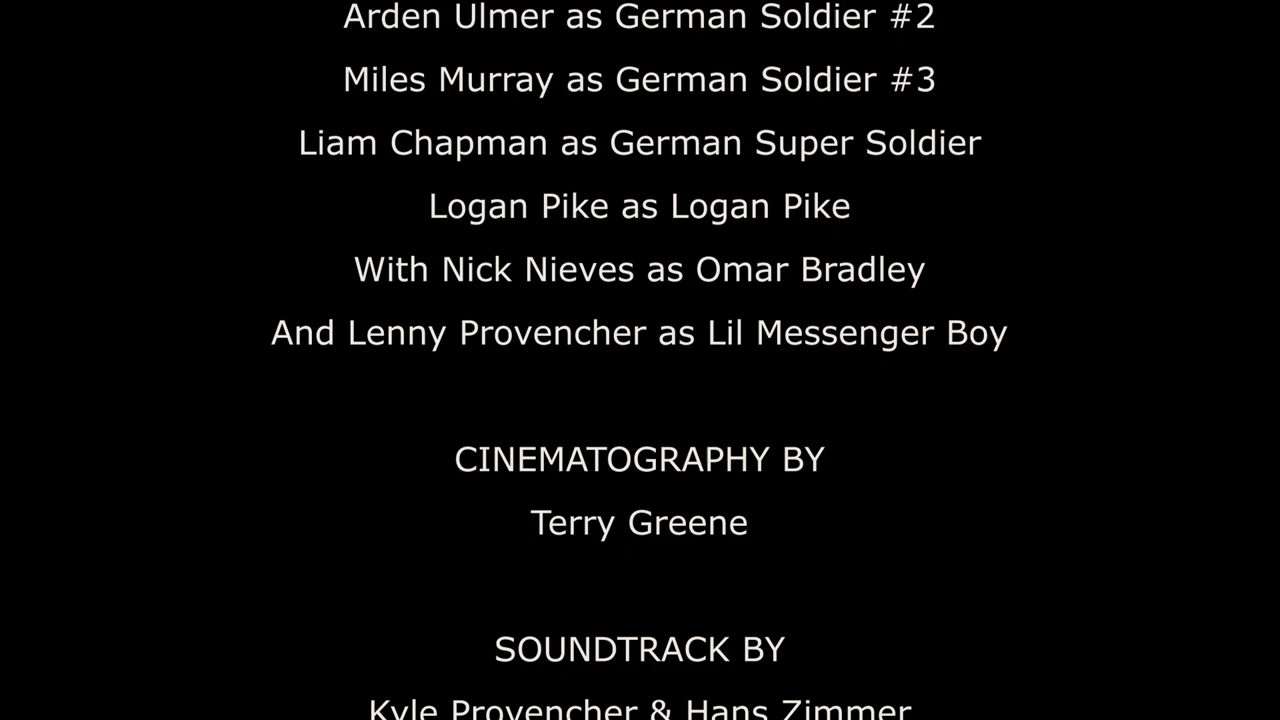 Arden Ulmer as German Soldier #2
Miles Murray as German Soldier #3
Liam Chapman as German Super Soldier
Logan Pike as Logan Pike
With Nick Nieves as Omar Bradley
And Lenny Provencher as Lil Messenger Boy
CINEMATOGRAPHY BY
Terry Greene
SOUNDTRACK BY
Kyle Provencher & Hans Zimmer